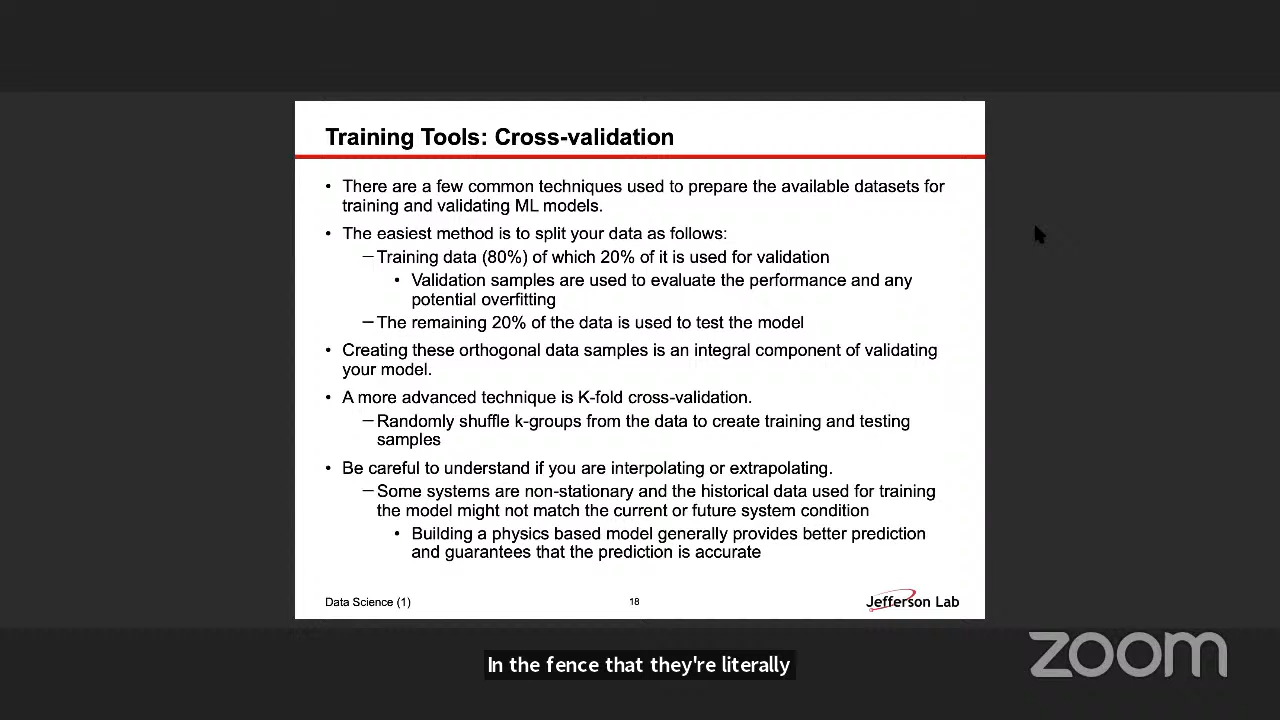 Training Tools: Cross-validation
• There are a few common techniques used to prepare the available datasets for
training and validating ML models.
• The easiest method is to split your data as follows:
–Training data (80%) of which 20% of it is used for validation
• Validation samples are used to evaluate the performance and any
potential overfitting
–The remaining 20% of the data is used to test the model
• Creating these orthogonal data samples is an integral component of validating
your model.
• A more advanced technique is K-fold cross-validation.
–Randomly shuffle k-groups from the data to create training and testing
samples
• Be careful to understand if you are interpolating or extrapolating.
–Some systems are non-stationary and the historical data used for training
the model might not match the current or future system condition
• Building a physics based model generally provides better prediction
and guarantees that the prediction is accurate
Data Science (1)
18
Jefferson Lab
In the fence that they're literally
zoom